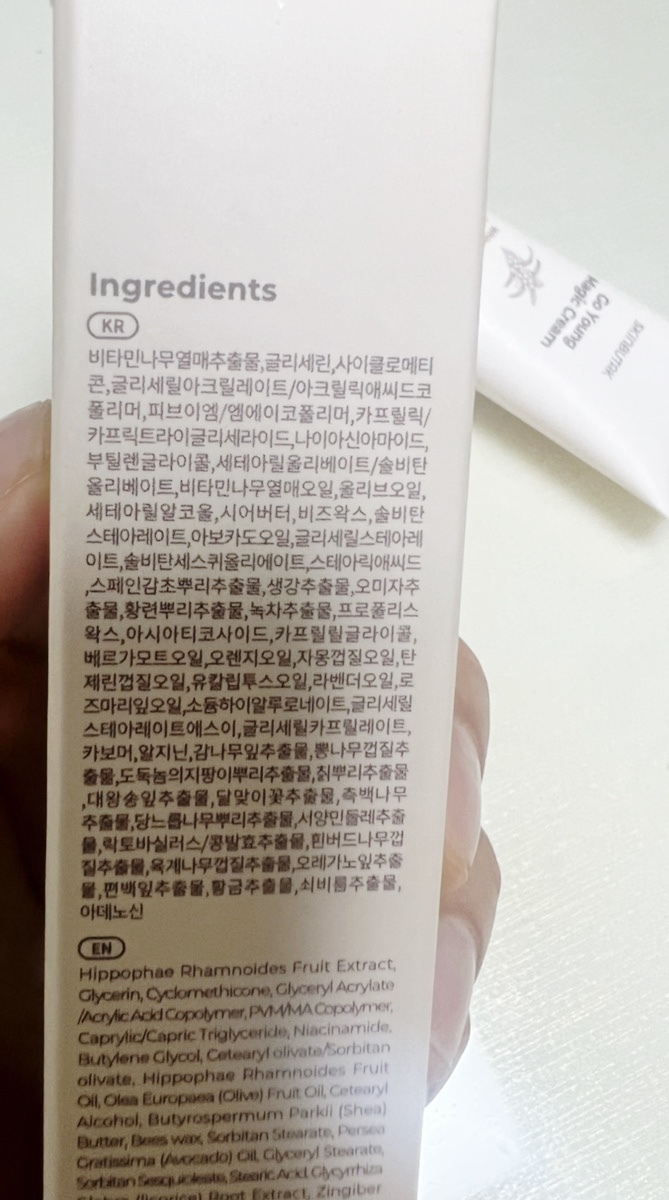 Ingredients
KR
비타민나무열매추출물,글리세린,사이클로메티
콘,글리세릴아크릴레이트/아크릴릭애씨드코
폴리머,피브이엠/엠에이코폴리머,카프릴릭/
카프릭트라이글리세라이드,나이아신아마이드,
부틸렌글라이콜,세테아릴올리베이트/솔비탄
올리베이트,비타민나무열매오일,올리브오일,
세테아릴알코올,시어버터,비즈왁스,솔비탄
스테아레이트,아보카도오일,글리세릴스테아레
이트,솔비탄세스퀴올리에이트,스테아릭애씨드
,스페인감초뿌리추출물,생강추출물,오미자추
출물,황련뿌리추출물,녹차추출물,프로폴리스
왁스,아시아티코사이드,카프릴릴글라이콜,
베르가모트오일,오렌지오일,자몽껍질오일,탄
제린껍질오일,유칼립투스오일,라벤더오일,로
즈마리잎오일,소듐하이알루로네이트,글리세릴
스테아레이트에스이,글리세릴카프릴레이트,
카보머,알지닌,감나무잎추출물,뽕나무껍질추
출물,도둑놈의지팡이뿌리추출물,칡뿌리추출물
,대왕송잎추출물,달맞이꽃추출물,측백나무
추출물,당느릅나무뿌리추출물,서양민들레추출
물,락토바실러스/콩발효추출물,흰버드나무껍
질추출물,육계나무껍질추출물,오레가노잎추출
물,편백잎추출물,황금추출물,쇠비름추출물,
아데노신
EN
Hippophae Rhamnoides Fruit Extract,
Glycerin, Cyclomethicone, Glyceryl Acrylate
/Acrylic Acid Copolymer, PVM/MA Copolymer,
Caprylic/Capric Triglyceride, Niacinamide,
Butylene Glycol, Cetearyl olivate/Sorbitan
olivate, Hippophae Rhamnoides Fruit
Oil, Olea Europaea (Olive) Fruit Oil, Cetearyl
Alcohol, Butyrospermum Parkii (Shea)
Butter, Bees wax, Sorbitan Stearate, Persea
Gratissima (Avocado) Oil, Glyceryl Stearate,
Sorbitan Sesquioleate, Stearic Acid, Glycyrrhiza
Glabra (licorice) Root Extract, Zingiber
Go Young
Magic Cream